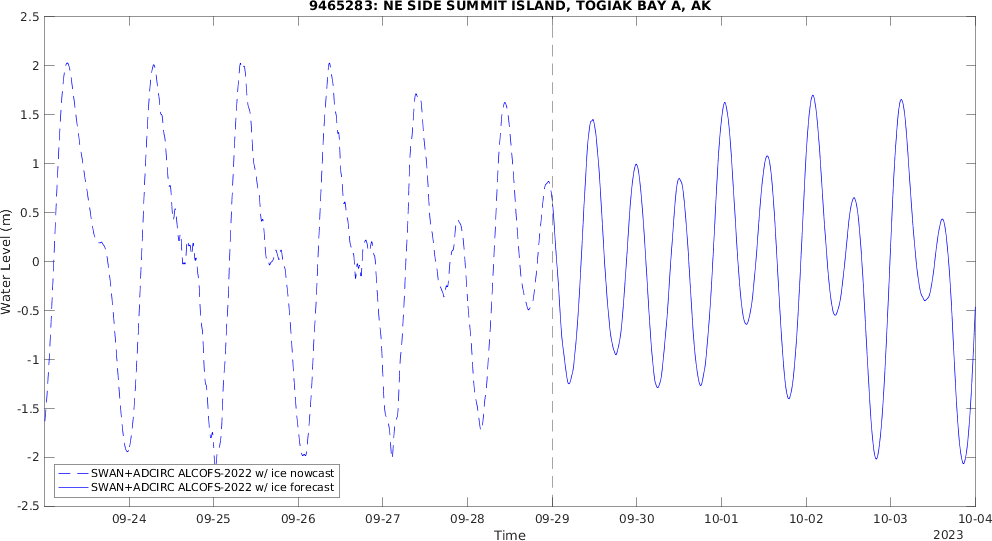 9465283: NE SIDE SUMMIT ISLAND, TOGIAK BAY A, AK
2.5
2
1.5
1
0.5
0
-0.5
-1
-1.5
-2
-2.5
Water Level (m)
SWAN+ADCIRC ALCOFS-2022 w/ ice nowcast
SWAN+ADCIRC ALCOFS-2022 w/ ice forecast
09-24 09-25 09-26 09-27 09-28 09-29 09-30 10-01 10-02 10-03 10-04
Time
2023